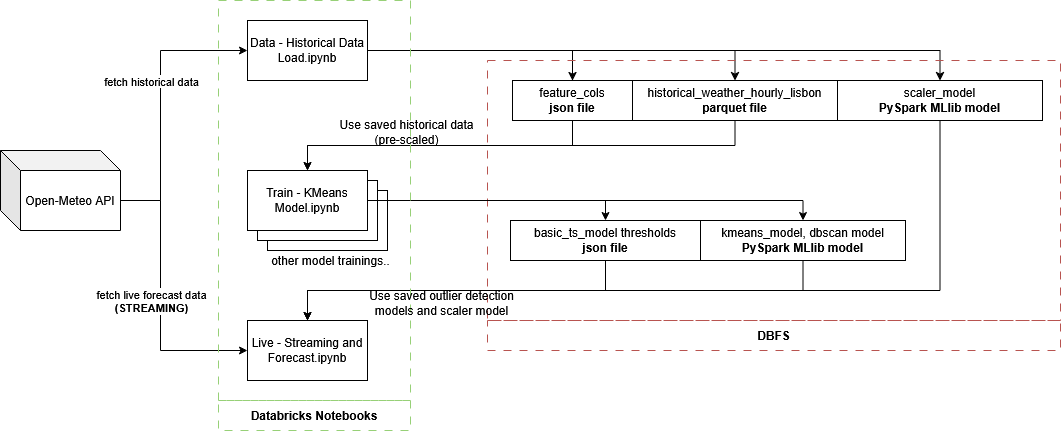 Data - Historical Data
Load.ipynb
fetch historical data
feature_cols
json file
historical_weather_hourly_lisbon
parquet file
scaler_model
PySpark MLlib model
Use saved historical data
(pre-scaled)
Open-Meteo API
Train - KMeans
Model.ipynb
other model trainings..
basic_ts_model thresholds
json file
kmeans_model, dbscan model
PySpark MLlib model
fetch live forecast data
(STREAMING)
Use saved outlier detection
models and scaler model
Live - Streaming and
Forecast.ipynb
DBFS
Databricks Notebooks